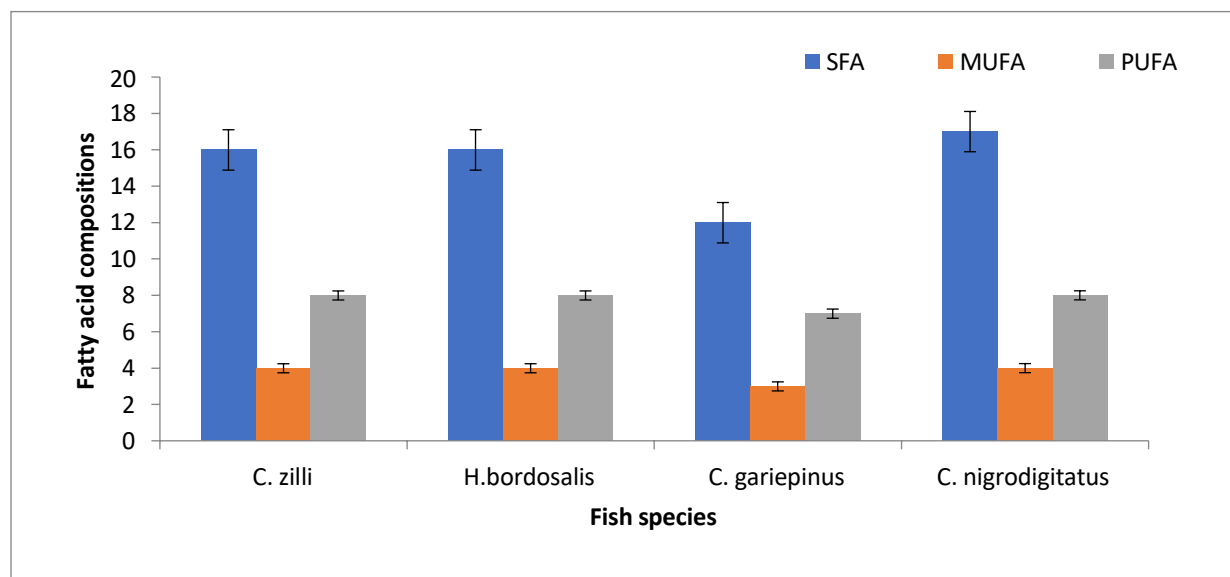 SFA MUFA PUFA
20
18
16
14
12
10
8
6
4
2
0
Fatty acid compositions
C. zilli H.bordosalis C. gariepinus C. nigrodigitatus
Fish species